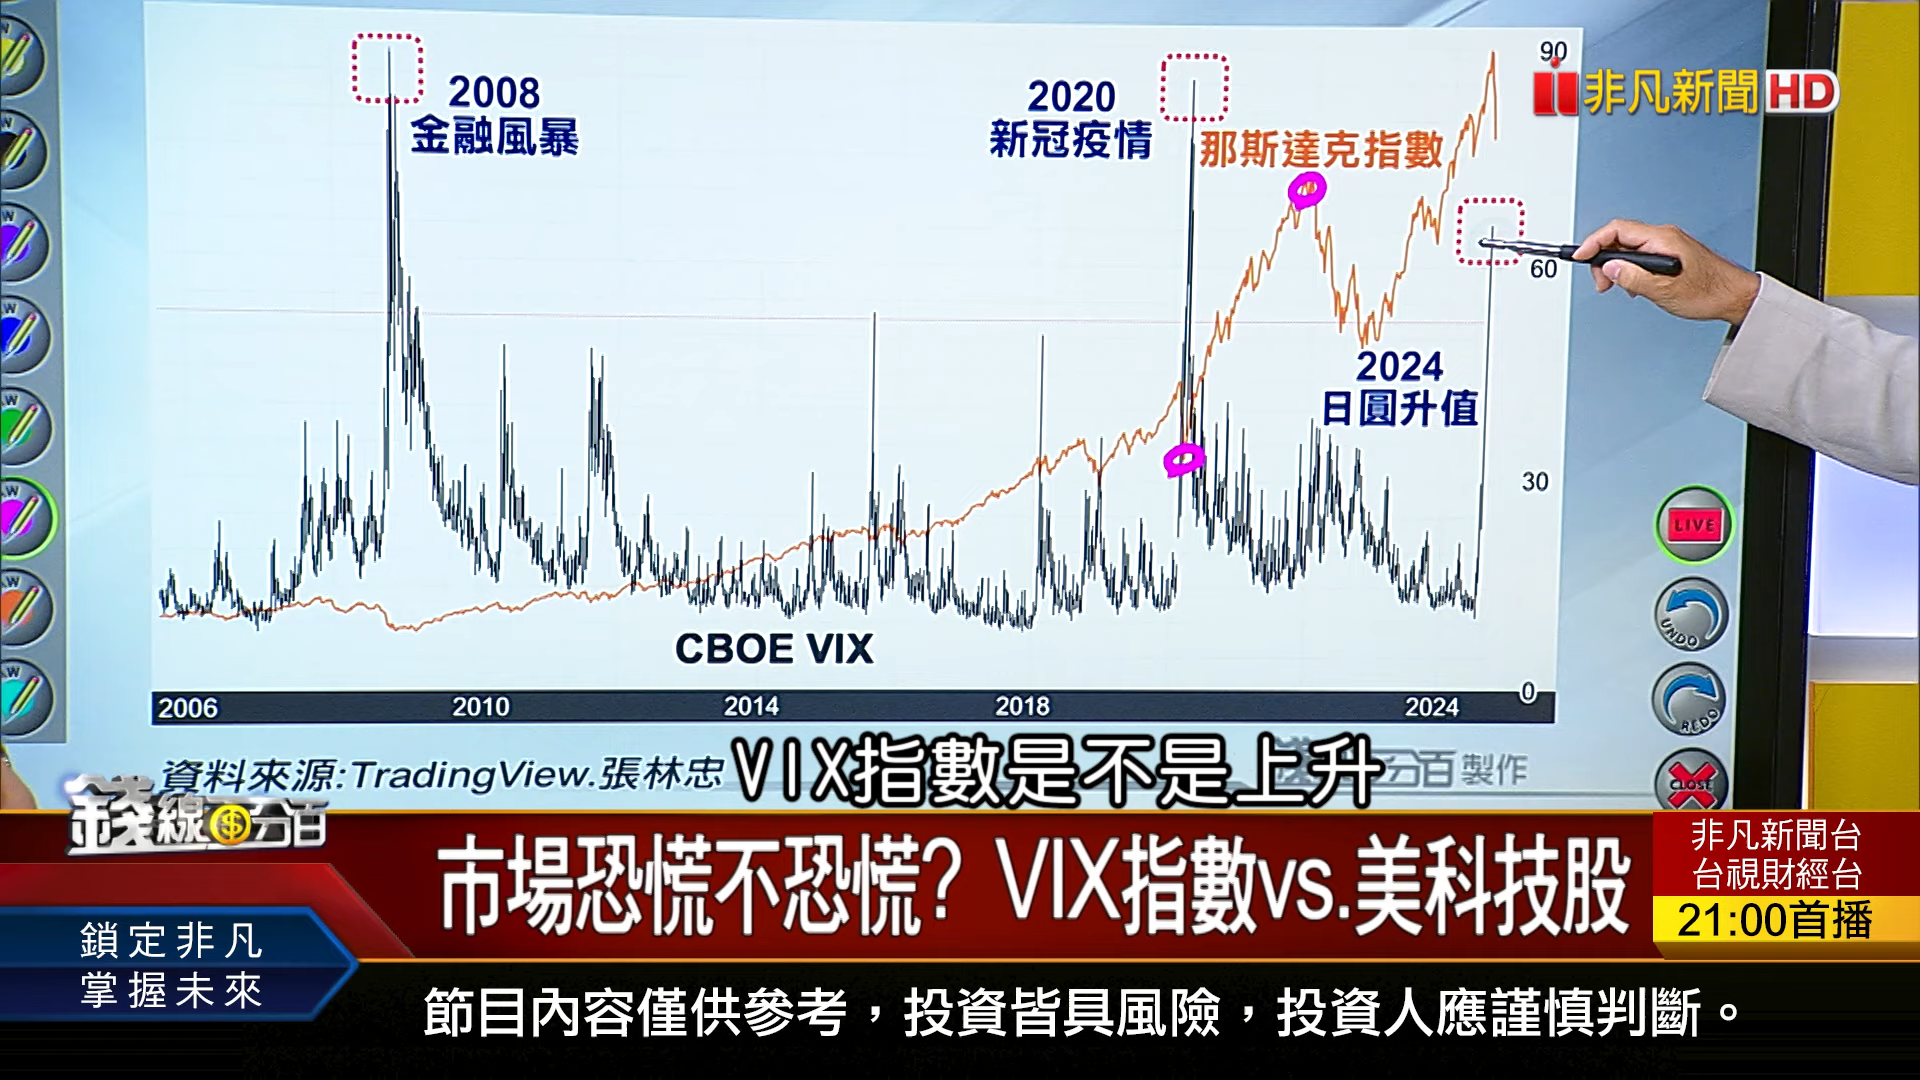 90
非凡新聞HD
2008
金融風暴
2020
新冠疫情
那斯達克指數
60
2024
日圓升值
30
LIVE
UNDO
REDO
CLOSE
CBOE VIX
0
2006
2010
2014
2018
2024
資料來源:TradingView.張林忠
製作
VIX指數是不是上升
錢線百分百
市場恐慌不恐慌? VIX指數vs.美科技股
非凡新聞台
台視財經台
21:00首播
鎖定非凡
掌握未來
節目內容僅供參考，投資皆具風險，投資人應謹慎判斷。